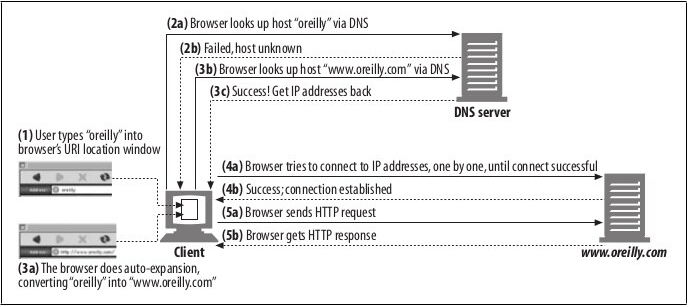 (2a) Browser looks up host “oreilly” via DNS
(2b) Failed, host unknown
(3b) Browser looks up host “www.oreilly.com” via DNS
(3c) Success! Get IP addresses back
DNS server
(1) User types “oreilly” into
browser’s URI location window
oreilly
(4a) Browser tries to connect to IP addresses, one by one, until connect successful
(4b) Success; connection established
(5a) Browser sends HTTP request
(5b) Browser gets HTTP response
Client
www.oreilly.com
http://www.oreilly.com/
(3a) The browser does auto-expansion,
converting “oreilly” into “www.oreilly.com”